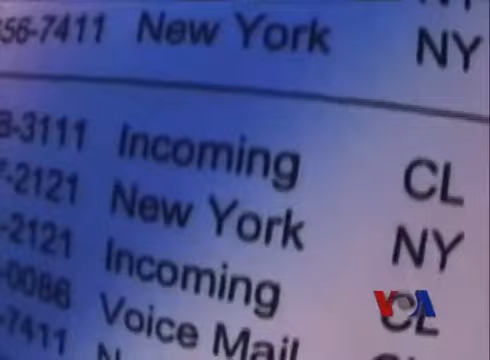 56-7411 New York NY
8-3111 Incoming CL
-2121 New York NY
-2121 Incoming CL
-0086 Voice Mail
-7411
VOA